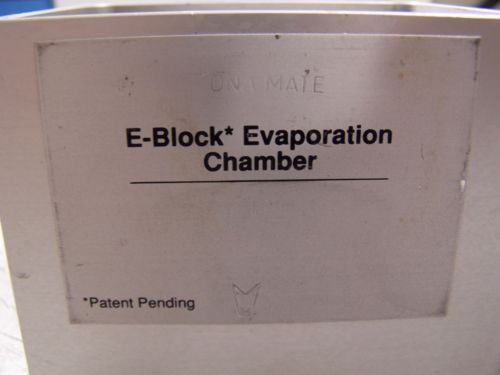 E-Block* Evaporation
Chamber
*Patent Pending